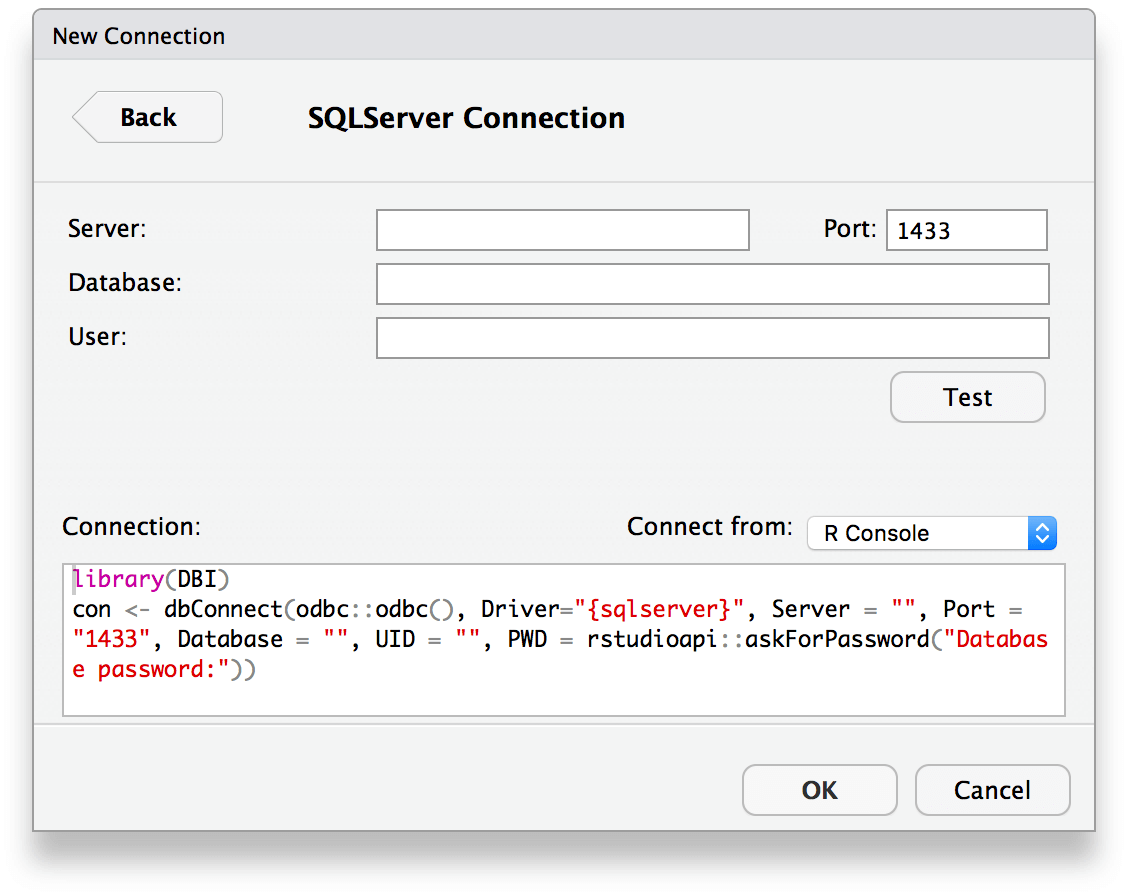 New Connection
Back
SQLServer Connection
Server:
Port: 1433
Database:
User:
Test
Connection:
Connect from: R Console
library(DBI)
con <- dbConnect(odbc::odbc(), Driver="{sqlserver}", Server = "", Port =
"1433", Database = "", UID = "", PWD = rstudioapi::askForPassword("Databas
e password:"))
OK
Cancel